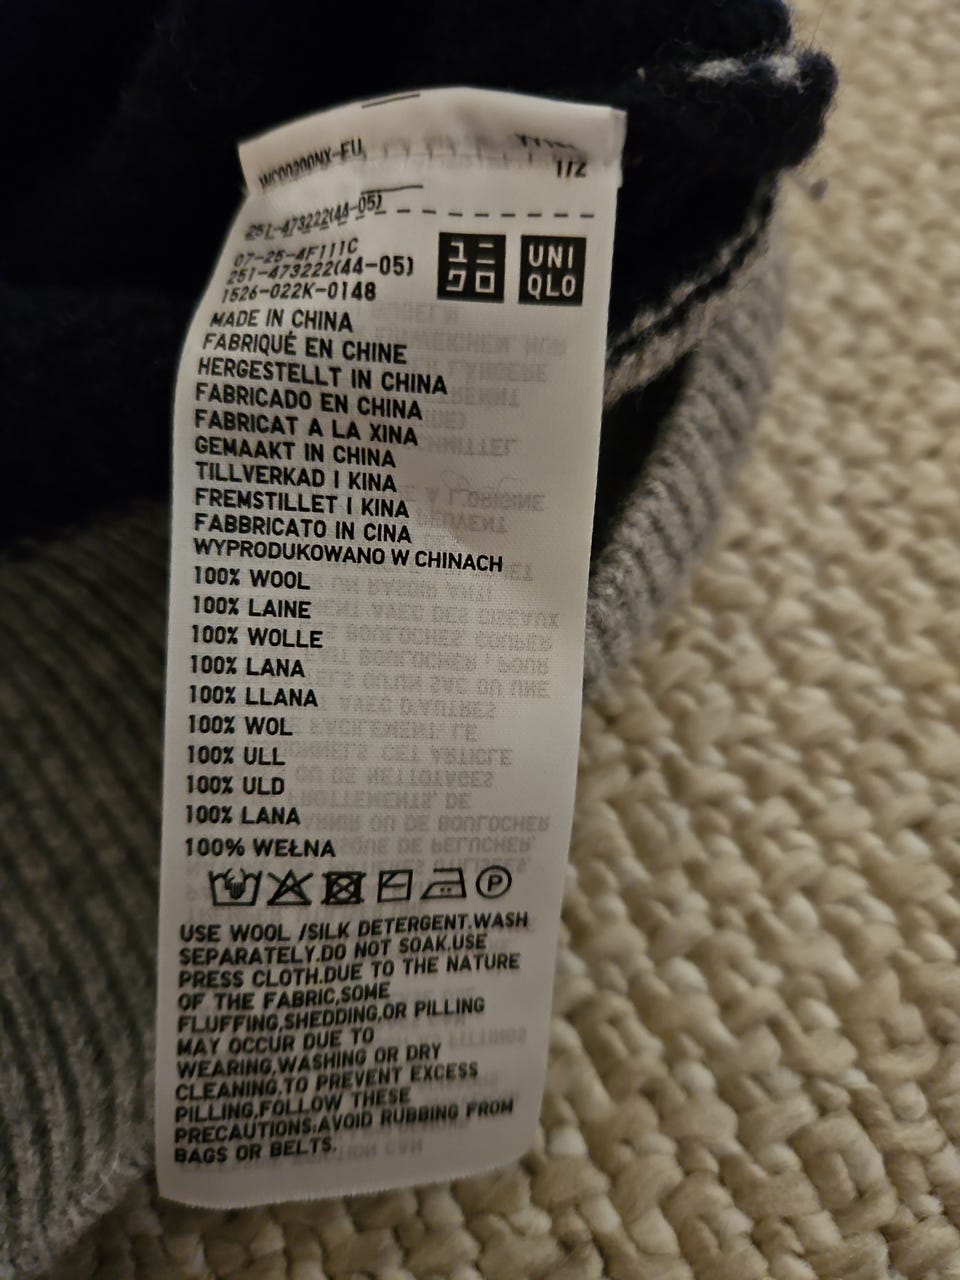 1/2
251-473222(44-05)
07-25-4F111C
251-473222(44-05)
1526-022K-0148
ユニ
クロ
UNI
QLO
MADE IN CHINA
FABRIQUÉ EN CHINE
HERGESTELLT IN CHINA
FABRICADO EN CHINA
FABRICAT A LA XINA
GEMAAKT IN CHINA
TILLVERKAD I KINA
FREMSTILLET I KINA
FABBRICATO IN CINA
WYPRODUKOWANO W CHINACH
100% WOOL
100% LAINE
100% WOLLE
100% LANA
100% LLANA
100% WOL
100% ULL
100% ULD
100% LANA
100% WEŁNA
P
USE WOOL /SILK DETERGENT.WASH
SEPARATELY.DO NOT SOAK.USE
PRESS CLOTH.DUE TO THE NATURE
OF THE FABRIC,SOME
FLUFFING,SHEDDING,OR PILLING
MAY OCCUR DUE TO
WEARING,WASHING OR DRY
CLEANING.TO PREVENT EXCESS
PILLING,FOLLOW THESE
PRECAUTIONS:AVOID RUBBING FROM
BAGS OR BELTS.